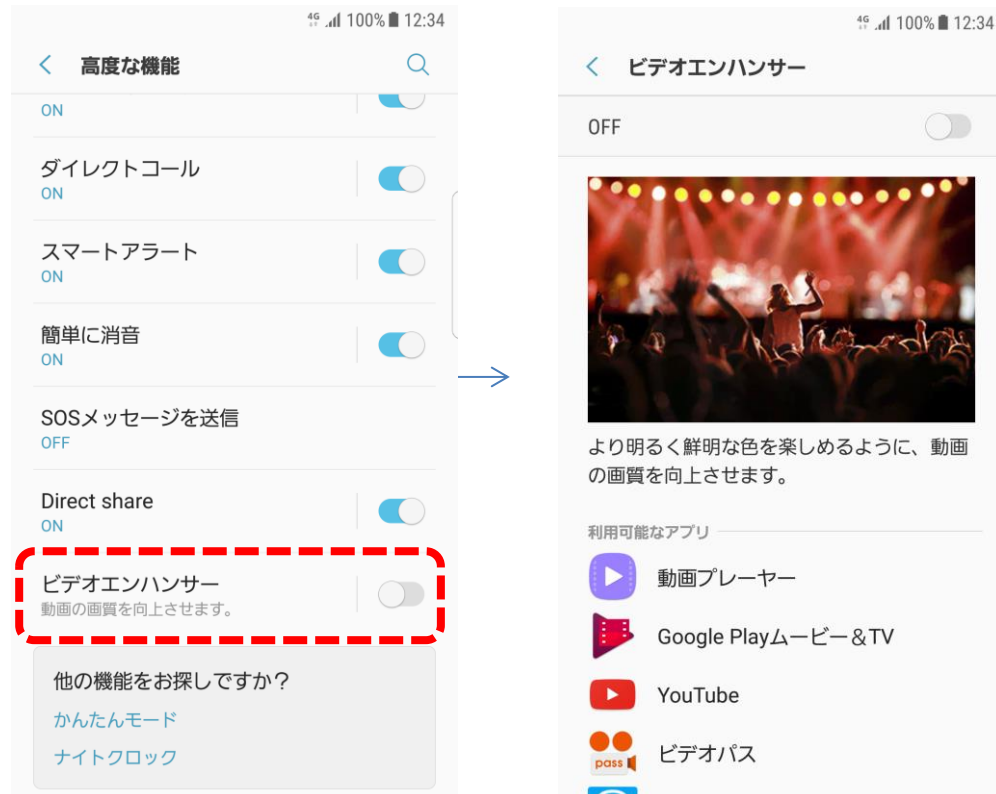 4G 100% 12:34
高度な機能
ON
ダイレクトコール
ON
スマートアラート
ON
簡単に消音
ON
SOSメッセージを送信
OFF
Direct share
ON
ビデオエンハンサー
動画の画質を向上させます。
他の機能をお探しですか？
かんたんモード
ナイトクロック
4G 100% 12:34
ビデオエンハンサー
OFF
より明るく鮮明な色を楽しめるように、動画
の画質を向上させます。
利用可能なアプリ
動画プレーヤー
Google Playムービー＆TV
YouTube
pass ビデオパス